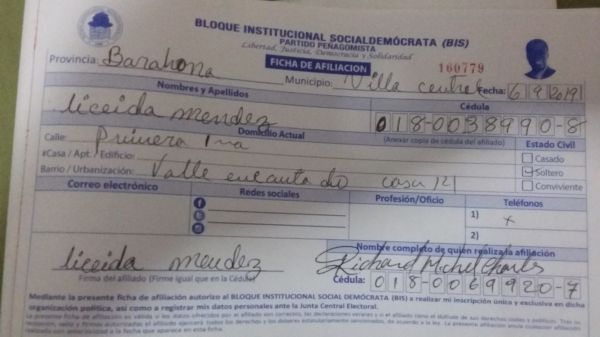 BLOQUE INSTITUCIONAL SOCIALDEMÓCRATA (BIS)
PARTIDO PEÑAGOMISTA
Libertad, Justicia, Democracia y Solidaridad
FICHA DE AFILIACION
160779
Provincia: Barahona Municipio: Villa central Fecha: 6 9 2019
Nombres y Apellidos Cédula
liceida mendez 018-0038990-8
Domicilio Actual (Anexar copia de cédula del afiliado) Estado Civil
Calle: Primera
#Casa / Apt. / Edificio: Casado
Barrio / Urbanización: Valle encantado casa 121 Soltero
Conviviente
Correo electrónico Redes sociales Profesión/Oficio Teléfonos
1) x
2)
Nombre completo de quien realiza la afiliación
liceida mendez Richard Michel Charles
Firma del afiliado (Firme igual que en la Cédula) Cédula: 018-0069920-7
Mediante la presente ficha de afiliación autorizo al BLOQUE INSTITUCIONAL SOCIAL DEMÓCRATA (BIS) a realizar mi inscripción única y exclusiva en dicha
organización política, así como a registrar mis datos personales ante la Junta Central Electoral.